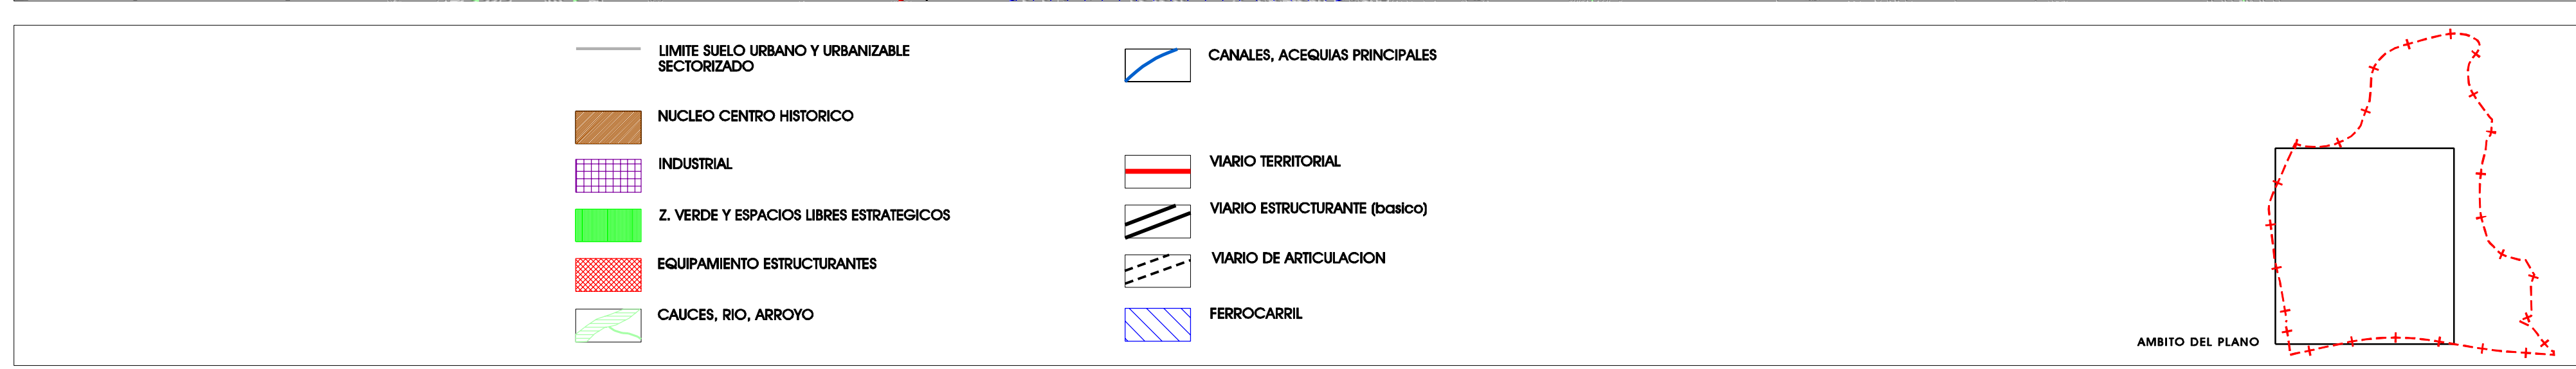 LIMITE SUELO URBANO Y URBANIZABLE
SECTORIZADO
NUCLEO CENTRO HISTORICO
INDUSTRIAL
Z. VERDE Y ESPACIOS LIBRES ESTRATEGICOS
EQUIPAMIENTO ESTRUCTURANTES
CAUCES, RIO, ARROYO
CANALES, ACEQUIAS PRINCIPALES
VIARIO TERRITORIAL
VIARIO ESTRUCTURANTE (basico)
VIARIO DE ARTICULACION
FERROCARRIL
AMBITO DEL PLANO